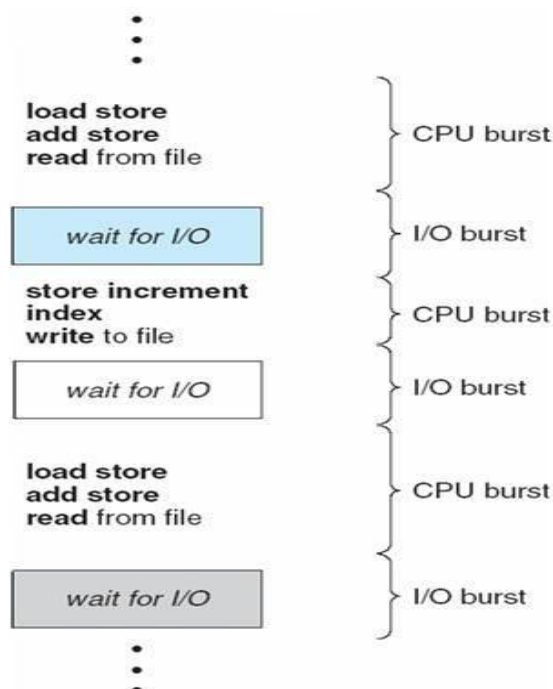 load store
add store
read from file
CPU burst
wait for I/O
I/O burst
store increment
index
write to file
CPU burst
wait for I/O
I/O burst
load store
add store
read from file
CPU burst
wait for I/O
I/O burst